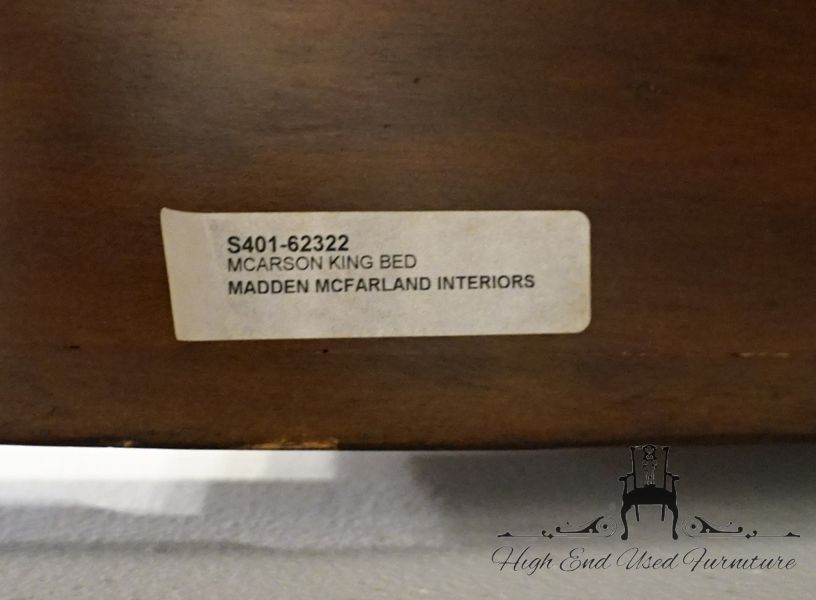 S401-62322
MCARSON KING BED
MADDEN MCFARLAND INTERIORS
High End Used Furniture